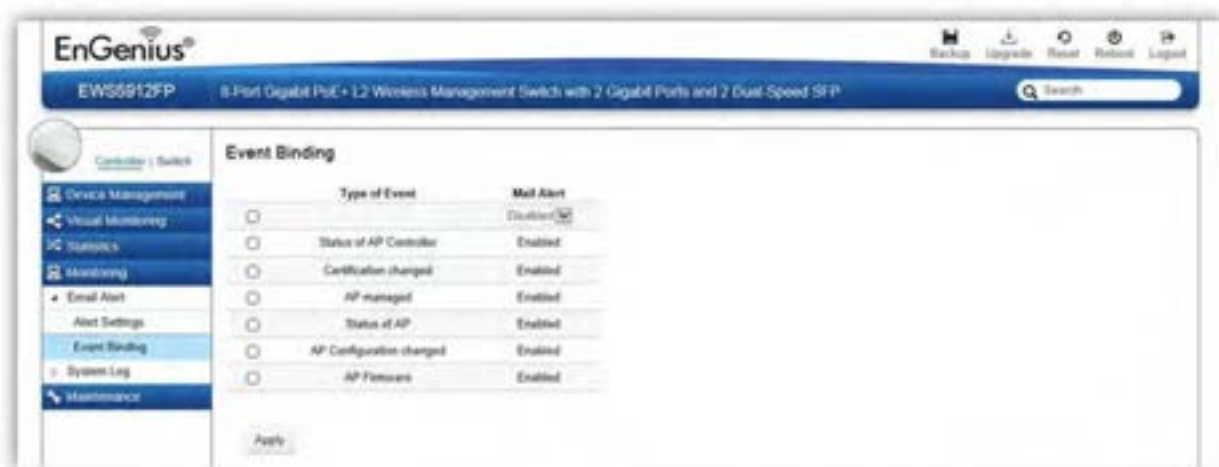 EnGenius®
Backup Upgrade Reset Reboot Logout
EWS5912FP
8-Port Gigabit PoE+ L2 Wireless Management Switch with 2 Gigabit Ports and 2 Dual-Speed SFP
Search
Controller | Switch
Device Management
Visual Monitoring
Statistics
Monitoring
Email Alert
Alert Settings
Event Binding
System Log
Maintenance
Event Binding
Type of Event Mail Alert
Disabled
Status of AP Controller Enabled
Certification changed Enabled
AP managed Enabled
Status of AP Enabled
AP Configuration changed Enabled
AP Firmware Enabled
Apply